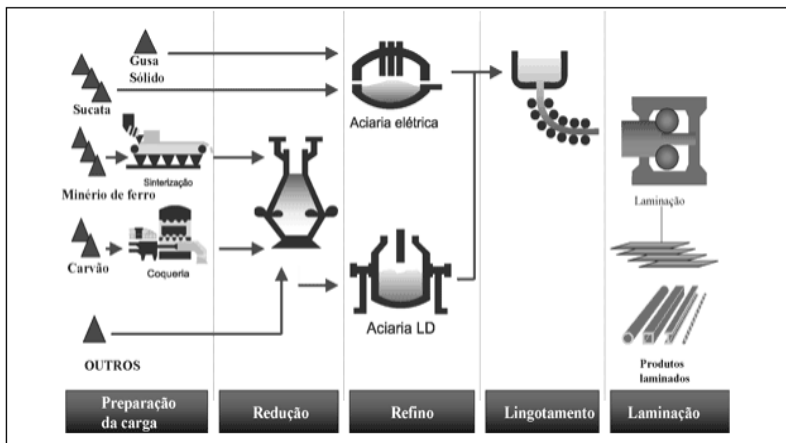 Gusa
Sólido
Sucata
Aciaria elétrica
Minério de ferro
Sinterização
Laminação
Carvão
Coqueria
Aciaria LD
OUTROS
Produtos
laminados
Preparação
da carga
Redução
Refino
Lingotamento
Laminação